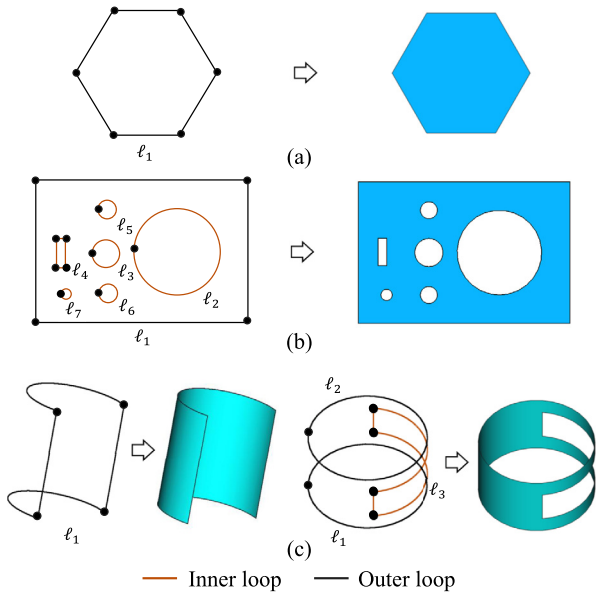 ℓ₁
(a)
ℓ₅
ℓ₄
ℓ₃
ℓ₂
ℓ₇
ℓ₆
ℓ₁
(b)
ℓ₂
ℓ₃
ℓ₁
ℓ₁
(c)
Inner loop
Outer loop